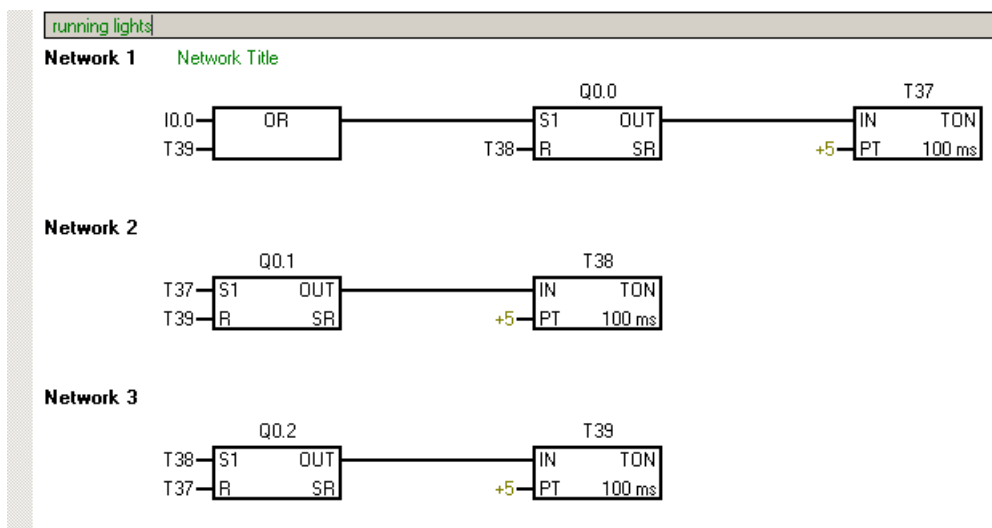 running lights
Network 1 Network Title
Q0.0 T37
I0.0 OR S1 OUT IN TON
T39 T38 R SR +5 PT 100 ms
Network 2
Q0.1 T38
T37 S1 OUT IN TON
T39 R SR +5 PT 100 ms
Network 3
Q0.2 T39
T38 S1 OUT IN TON
T37 R SR +5 PT 100 ms